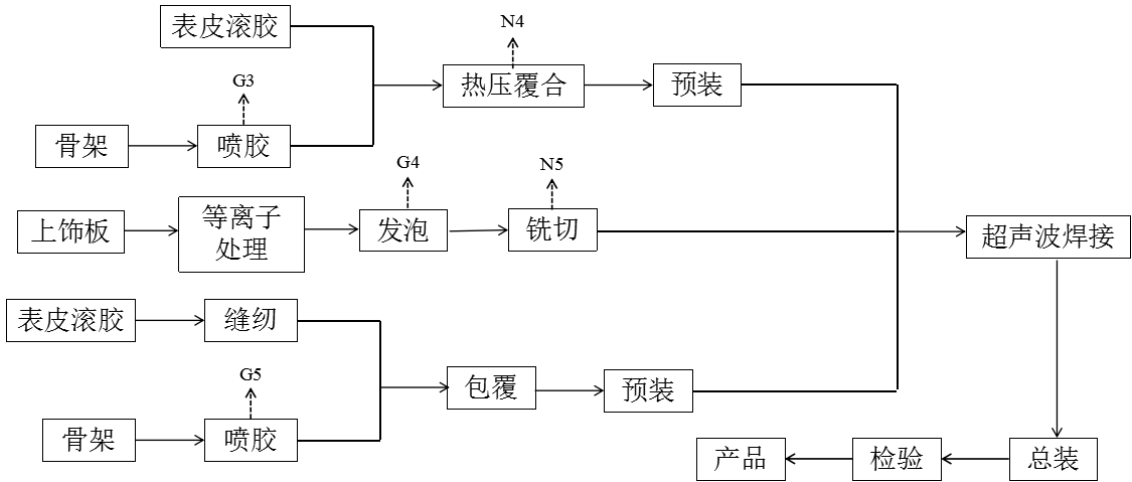 表皮滚胶
N4
G3
热压覆合
预装
骨架
喷胶
G4
N5
上饰板
等离子
处理
发泡
铣切
超声波焊接
表皮滚胶
缝纫
G5
包覆
预装
骨架
喷胶
产品
检验
总装